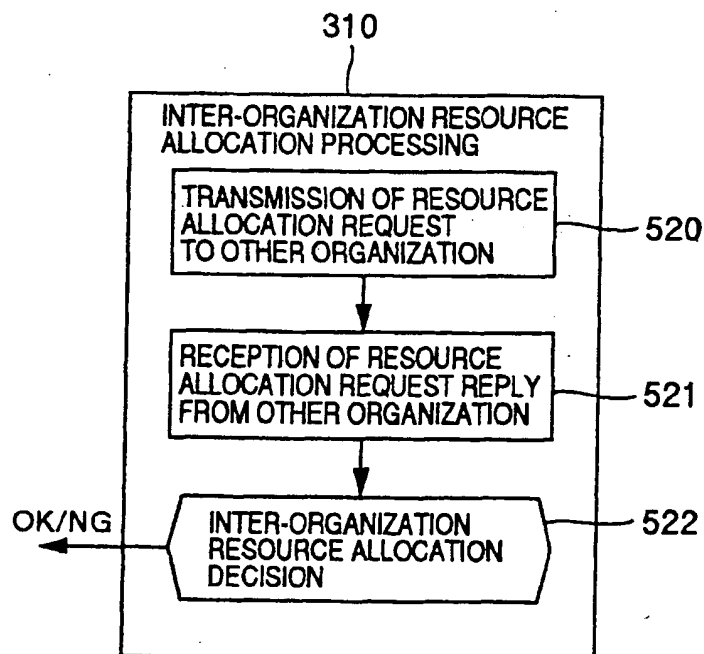 310
INTER-ORGANIZATION RESOURCE
ALLOCATION PROCESSING
TRANSMISSION OF RESOURCE
ALLOCATION REQUEST
TO OTHER ORGANIZATION
520
RECEPTION OF RESOURCE
ALLOCATION REQUEST REPLY
FROM OTHER ORGANIZATION
521
OK/NG
INTER-ORGANIZATION
RESOURCE ALLOCATION
DECISION
522